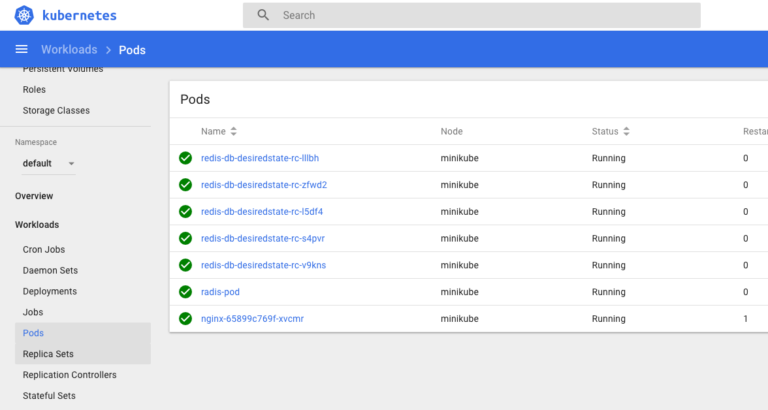 kubernetes
Search
Workloads > Pods
Persistent Volumes
Roles
Storage Classes
Namespace
default
Overview
Workloads
Cron Jobs
Daemon Sets
Deployments
Jobs
Pods
Replica Sets
Replication Controllers
Stateful Sets
Pods
Name Node Status Restar
redis-db-desiredstate-rc-lllbh minikube Running 0
redis-db-desiredstate-rc-zfwd2 minikube Running 0
redis-db-desiredstate-rc-l5df4 minikube Running 0
redis-db-desiredstate-rc-s4pvr minikube Running 0
redis-db-desiredstate-rc-v9kns minikube Running 0
radis-pod minikube Running 0
nginx-65899c769f-xvcmr minikube Running 1